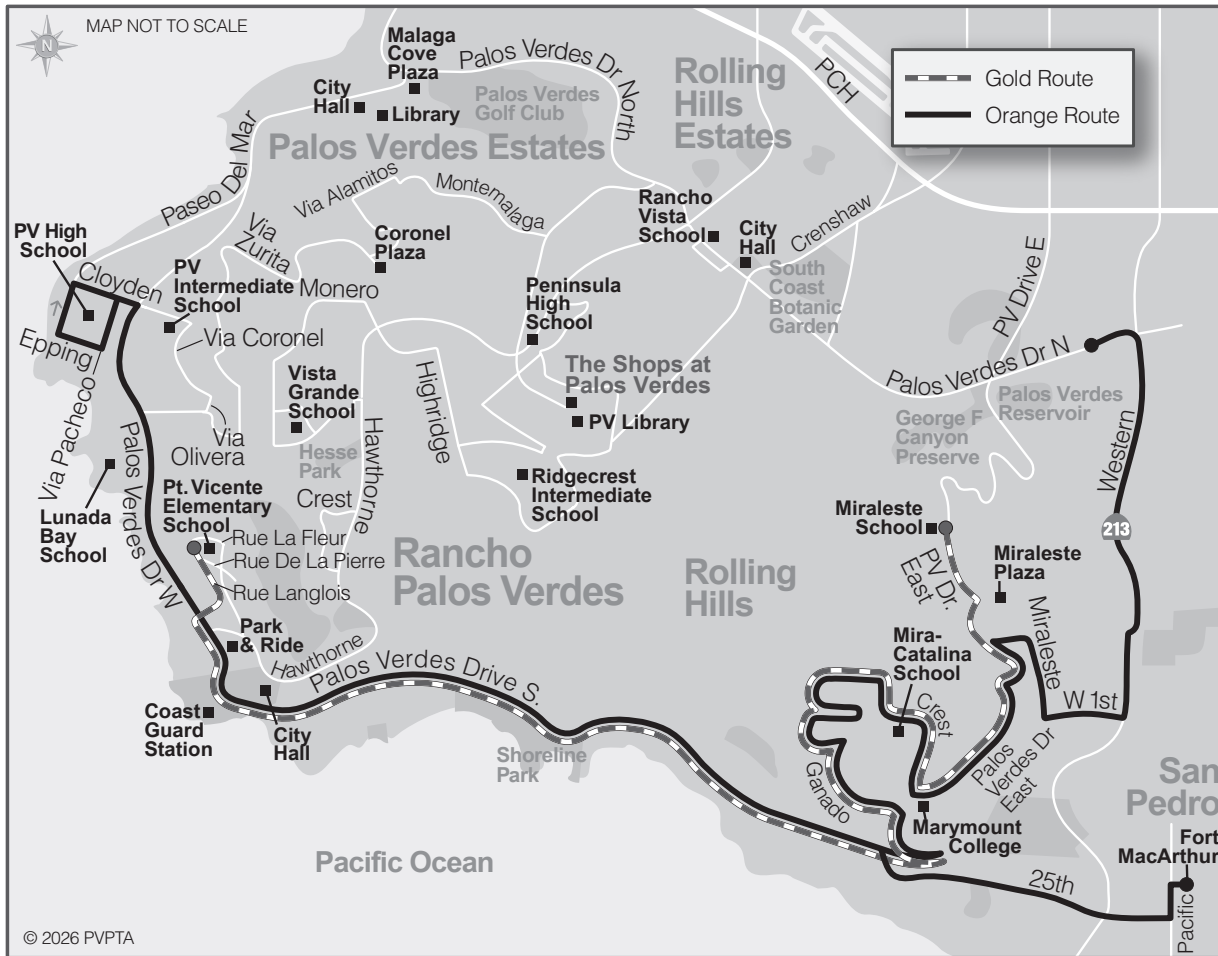 MAP NOT TO SCALE
N
Malaga
Cove
Plaza
Palos Verdes Dr North
City
Hall
Library
Palos Verdes
Golf Club
Palos Verdes Estates
Rolling
Hills
Estates
PCH
Gold Route
Orange Route
Paseo Del Mar
Via Alamitos
Montemalaga
Via
Zurita
Coronel
Plaza
Monero
Rancho
Vista
School
City
Hall
Crenshaw
South
Coast
Botanic
Garden
PV Drive E
PV High
School
Cloyden
PV
Intermediate
School
Via Coronel
Epping
Via Pacheco
Peninsula
High
School
The Shops at
Palos Verdes
PV Library
Palos Verdes Dr N
Palos Verdes
Reservoir
George F
Canyon
Preserve
Western
213
Vista
Grande
School
Hesse
Park
Highridge
Hawthorne
Via
Olivera
Crest
Palos Verdes Dr W
Lunada
Bay
School
Pt. Vicente
Elementary
School
Rue La Fleur
Rue De La Pierre
Rue Langlois
Ridgecrest
Intermediate
School
Rancho
Palos Verdes
Rolling
Hills
Miraleste
School
PV Dr.
East
Miraleste
Plaza
Miraleste
W 1st
Park
& Ride
Hawthorne
Palos Verdes Drive S.
Coast
Guard
Station
City
Hall
Shoreline
Park
Mira-
Catalina
School
Crest
Ganado
Palos
Verdes Dr
East
Marymount
College
San
Pedro
Fort
MacArthur
25th
Pacific
Pacific Ocean
© 2026 PVPTA